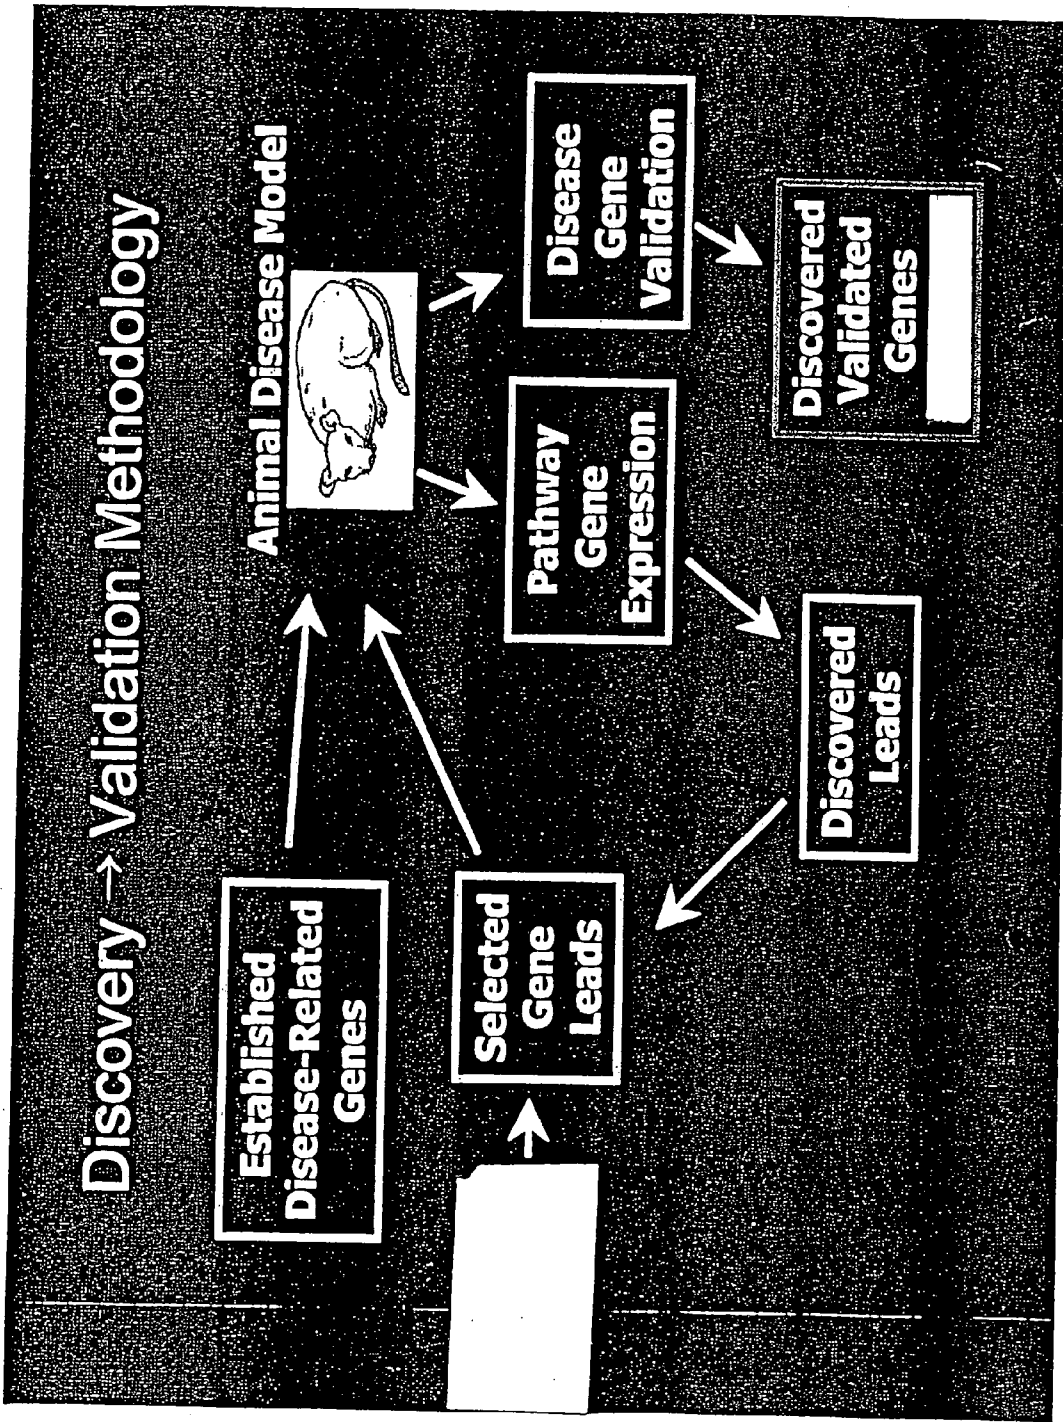 Discovery → Validation Methodology
Animal Disease Model
Established
Disease-Related
Genes
Selected
Gene
Leads
Pathway
Gene
Expression
Disease
Gene
Validation
Discovered
Leads
Discovered
Validated
Genes